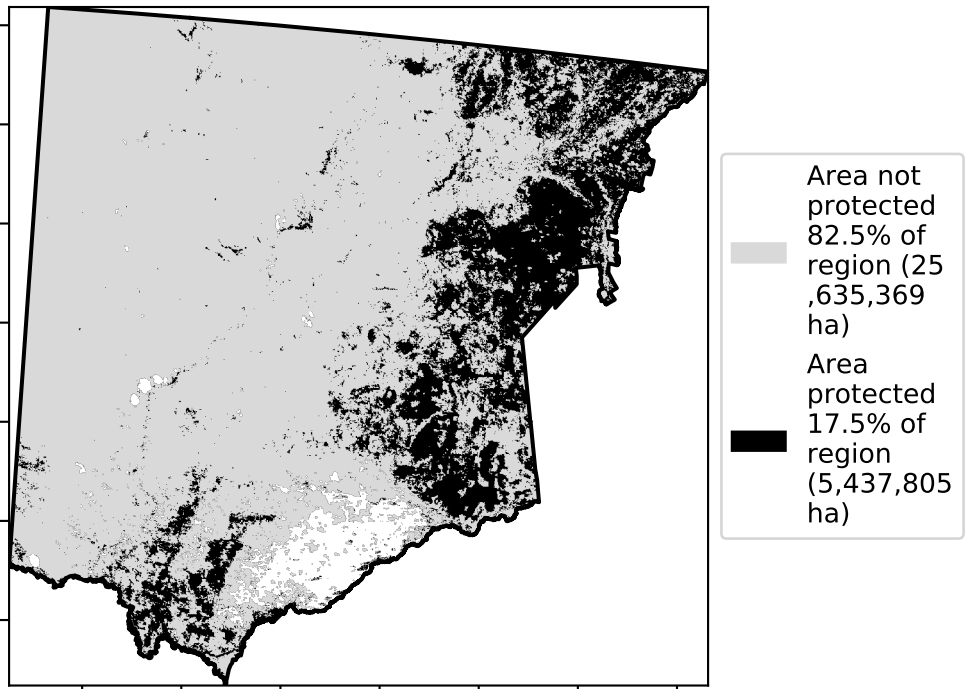 Area not
protected
82.5% of
region (25
,635,369
ha)
Area
protected
17.5% of
region
(5,437,805
ha)